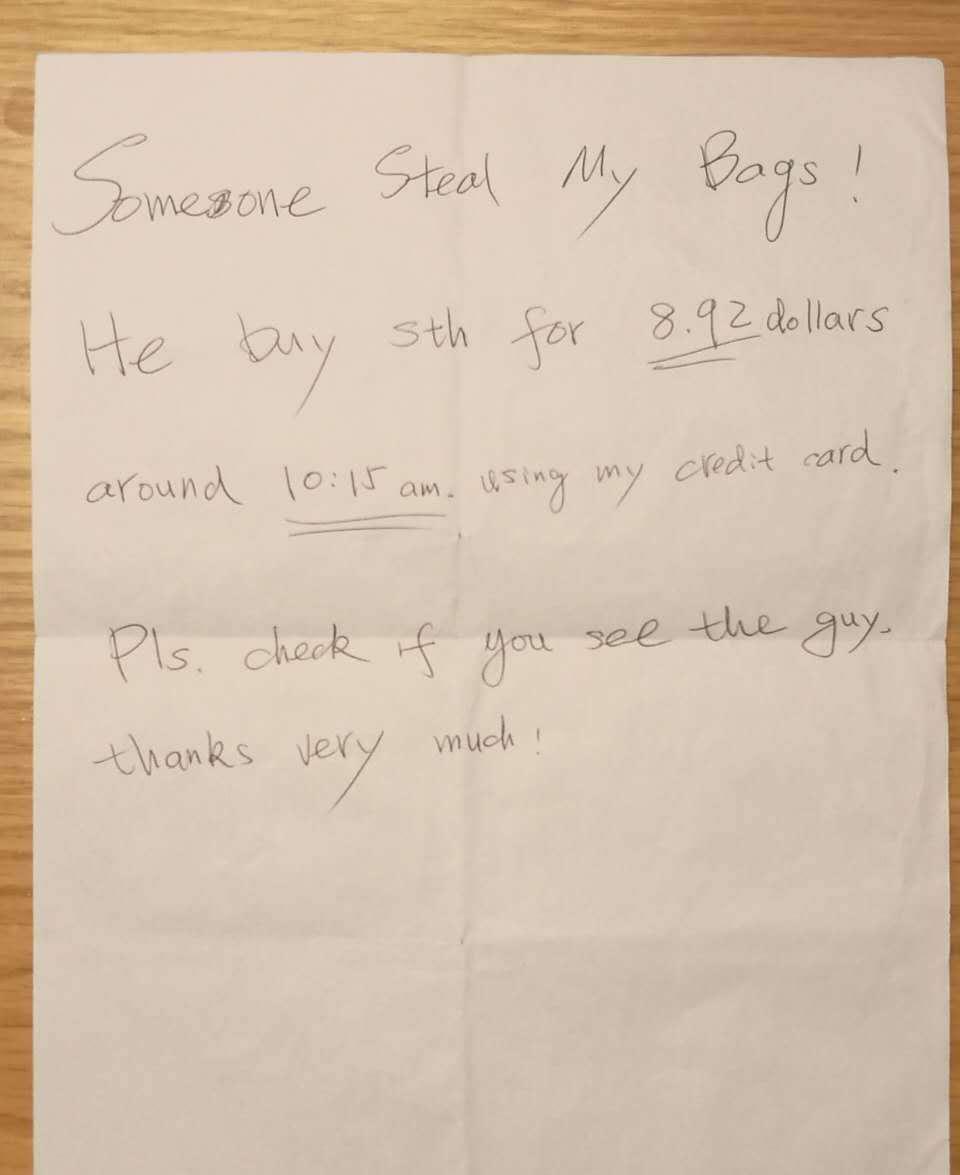 Someone Steal My Bags!
He buy sth for 8.92 dollars
around 10:15 am. using my credit card.
Pls. check if you see the guy.
thanks very much!